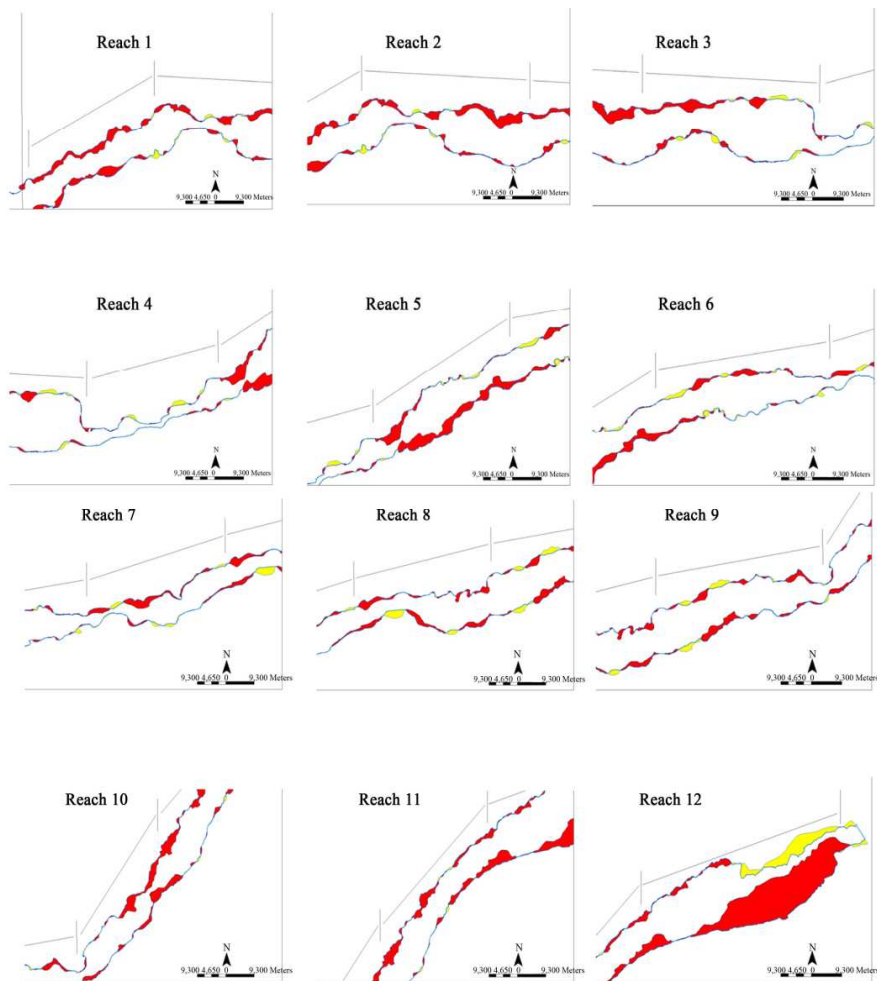 Reach 1
N
9,300 4,650 0 9,300 Meters
Reach 2
N
9,300 4,650 0 9,300 Meters
Reach 3
N
9,300 4,650 0 9,300 Meters
Reach 4
N
9,300 4,650 0 9,300 Meters
Reach 5
N
9,300 4,650 0 9,300 Meters
Reach 6
N
9,300 4,650 0 9,300 Meters
Reach 7
N
9,300 4,650 0 9,300 Meters
Reach 8
N
9,300 4,650 0 9,300 Meters
Reach 9
N
9,300 4,650 0 9,300 Meters
Reach 10
N
9,300 4,650 0 9,300 Meters
Reach 11
N
9,300 4,650 0 9,300 Meters
Reach 12
N
9,300 4,650 0 9,300 Meters